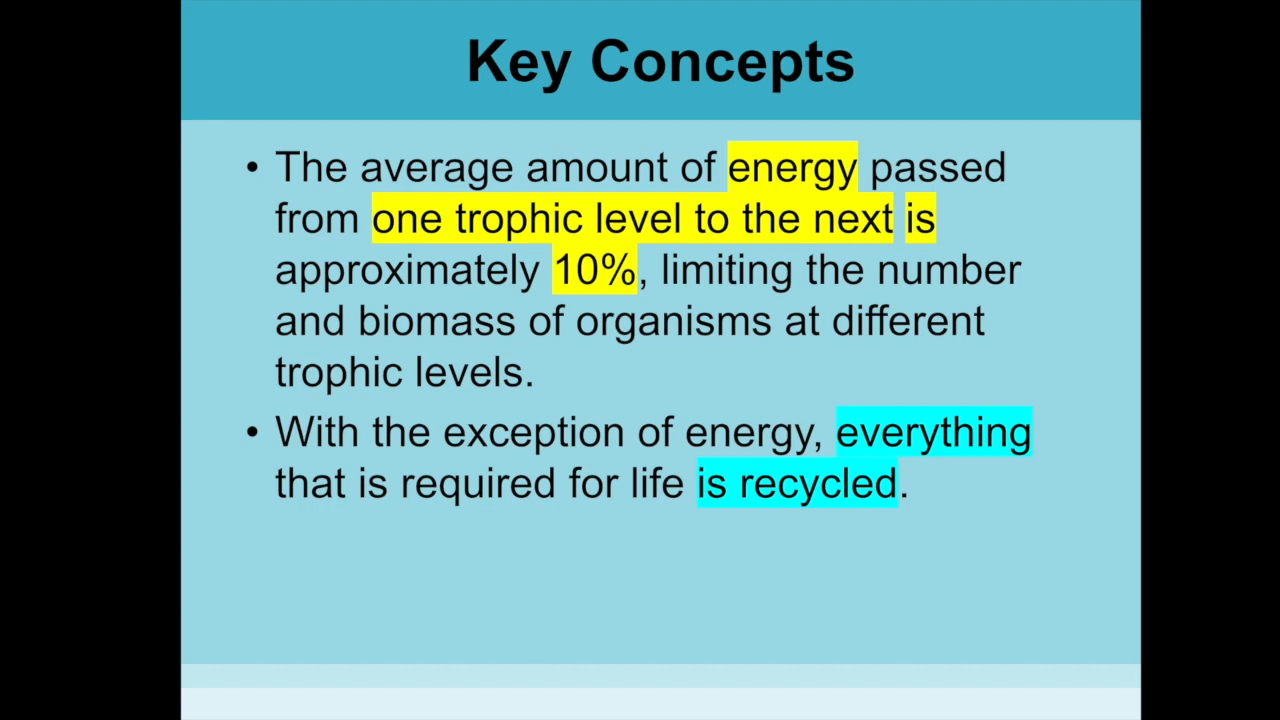 Key Concepts
• The average amount of energy passed
from one trophic level to the next is
approximately 10%, limiting the number
and biomass of organisms at different
trophic levels.
• With the exception of energy, everything
that is required for life is recycled.